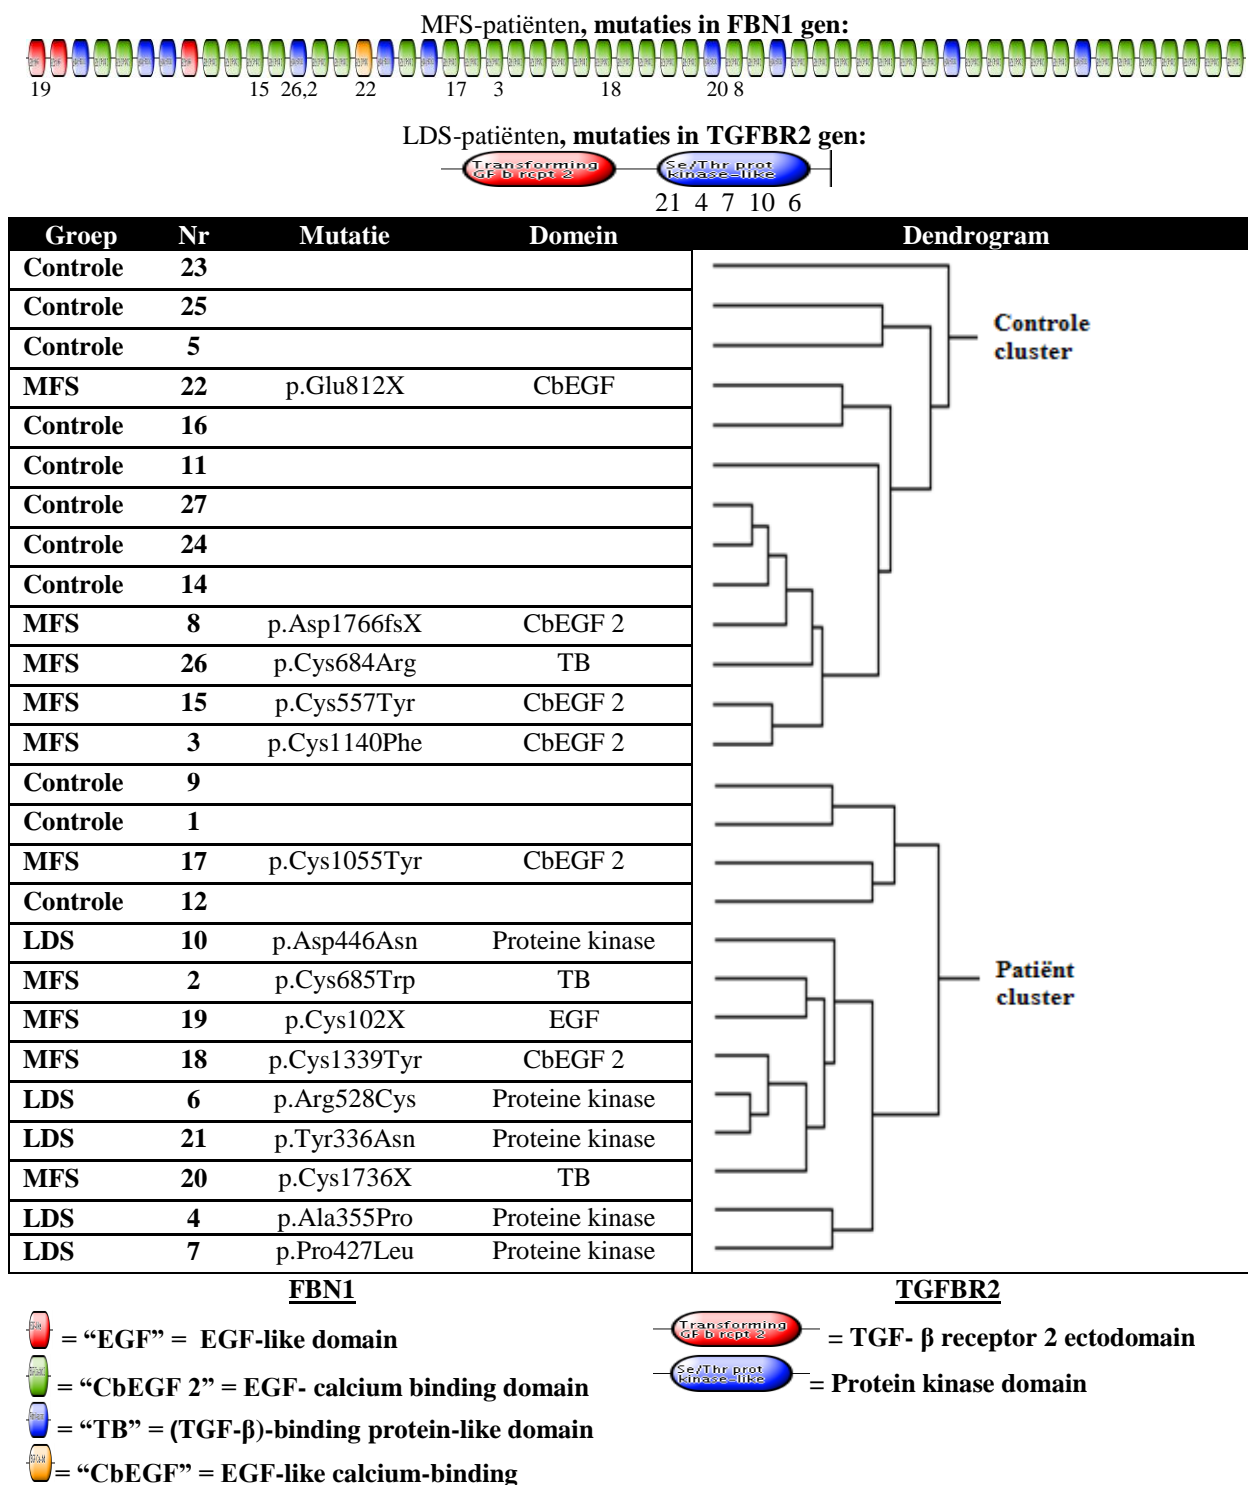 MFS-patiënten, mutaties in FBN1 gen:
19 15 26,2 22 17 3 18 20 8
LDS-patiënten, mutaties in TGFBR2 gen:
Transforming
GF b rcpt 2
Se/Thr prot
kinase-like
21 4 7 10 6
Groep Nr Mutatie Domein Dendrogram
Controle 23
Controle 25
Controle 5
MFS 22 p.Glu812X CbEGF
Controle 16
Controle 11
Controle 27
Controle 24
Controle 14
MFS 8 p.Asp1766fsX CbEGF 2
MFS 26 p.Cys684Arg TB
MFS 15 p.Cys557Tyr CbEGF 2
MFS 3 p.Cys1140Phe CbEGF 2
Controle 9
Controle 1
MFS 17 p.Cys1055Tyr CbEGF 2
Controle 12
LDS 10 p.Asp446Asn Proteine kinase
MFS 2 p.Cys685Trp TB
MFS 19 p.Cys102X EGF
MFS 18 p.Cys1339Tyr CbEGF 2
LDS 6 p.Arg528Cys Proteine kinase
LDS 21 p.Tyr336Asn Proteine kinase
MFS 20 p.Cys1736X TB
LDS 4 p.Ala355Pro Proteine kinase
LDS 7 p.Pro427Leu Proteine kinase
Controle
cluster
Patiënt
cluster
FBN1
= “EGF” = EGF-like domain
= “CbEGF 2” = EGF- calcium binding domain
= “TB” = (TGF-β)-binding protein-like domain
= “CbEGF” = EGF-like calcium-binding
TGFBR2
Transforming
GF b rcpt 2
= TGF- β receptor 2 ectodomain
Se/Thr prot
kinase-like
= Protein kinase domain